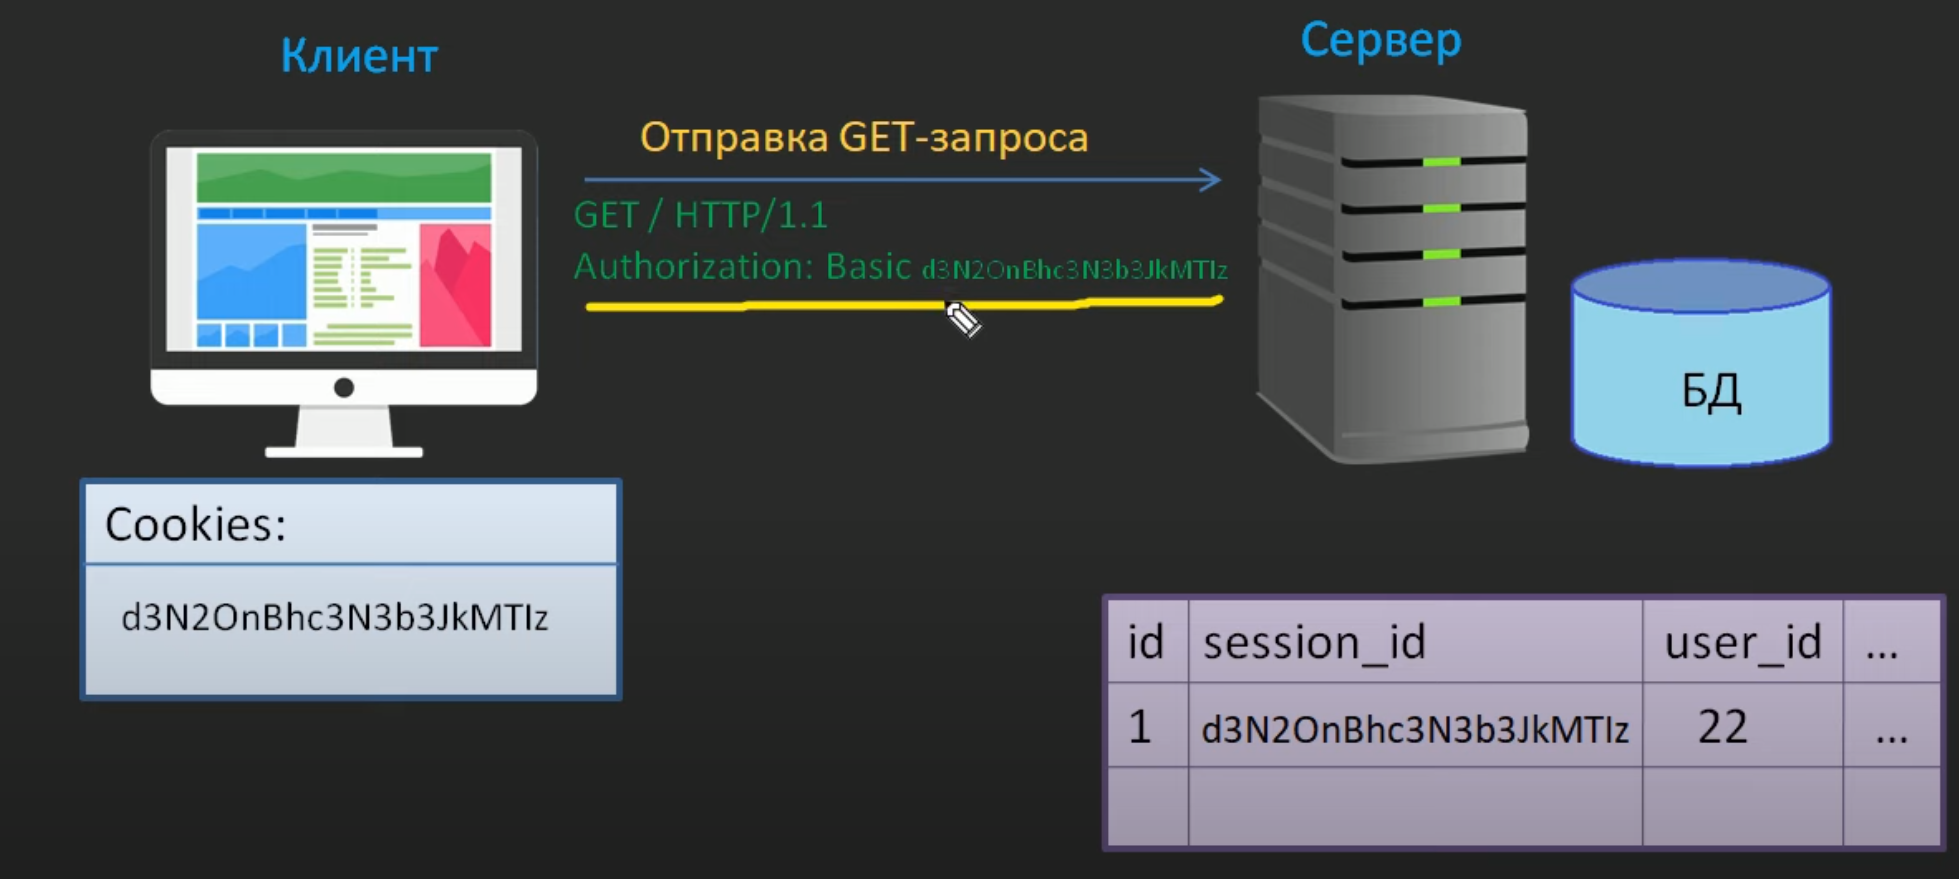 Клиент
Сервер
Отправка GET-запроса
GET / HTTP/1.1
Authorization: Basic d3N2OnBhc3N3b3JkMTIz
БД
Cookies:
d3N2OnBhc3N3b3JkMTIz
id session_id user_id ...
1 d3N2OnBhc3N3b3JkMTIz 22 ...